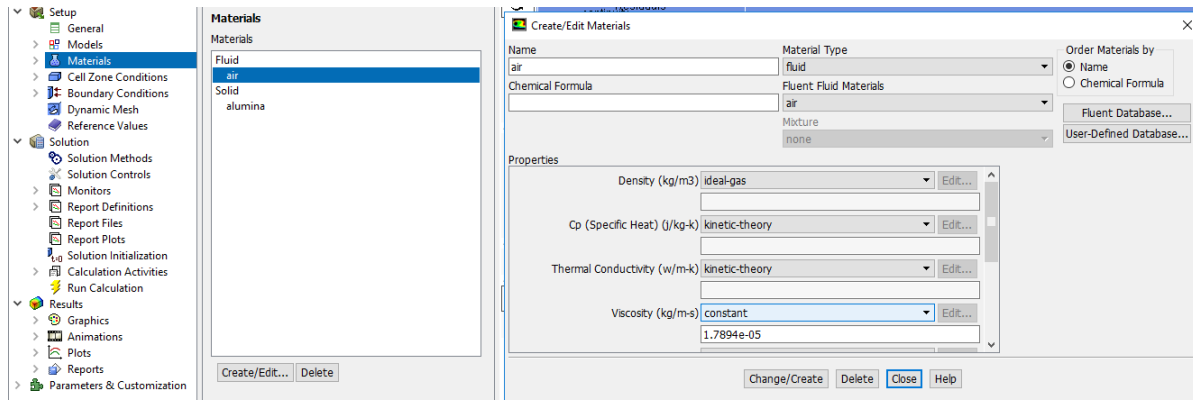 Setup
General
Models
Materials
Cell Zone Conditions
Boundary Conditions
Dynamic Mesh
Reference Values
Solution
Solution Methods
Solution Controls
Monitors
Report Definitions
Report Files
Report Plots
Solution Initialization
Calculation Activities
Run Calculation
Results
Graphics
Animations
Plots
Reports
Parameters & Customization
Materials
Materials
Fluid
air
Solid
alumina
Create/Edit... Delete
Create/Edit Materials
Name
air
Chemical Formula
Material Type
fluid
Fluent Fluid Materials
air
Mixture
none
Order Materials by
Name
Chemical Formula
Fluent Database...
User-Defined Database...
Properties
Density (kg/m3) ideal-gas Edit...
Cp (Specific Heat) (j/kg-k) kinetic-theory Edit...
Thermal Conductivity (w/m-k) kinetic-theory Edit...
Viscosity (kg/m-s) constant Edit...
1.7894e-05
Change/Create Delete Close Help